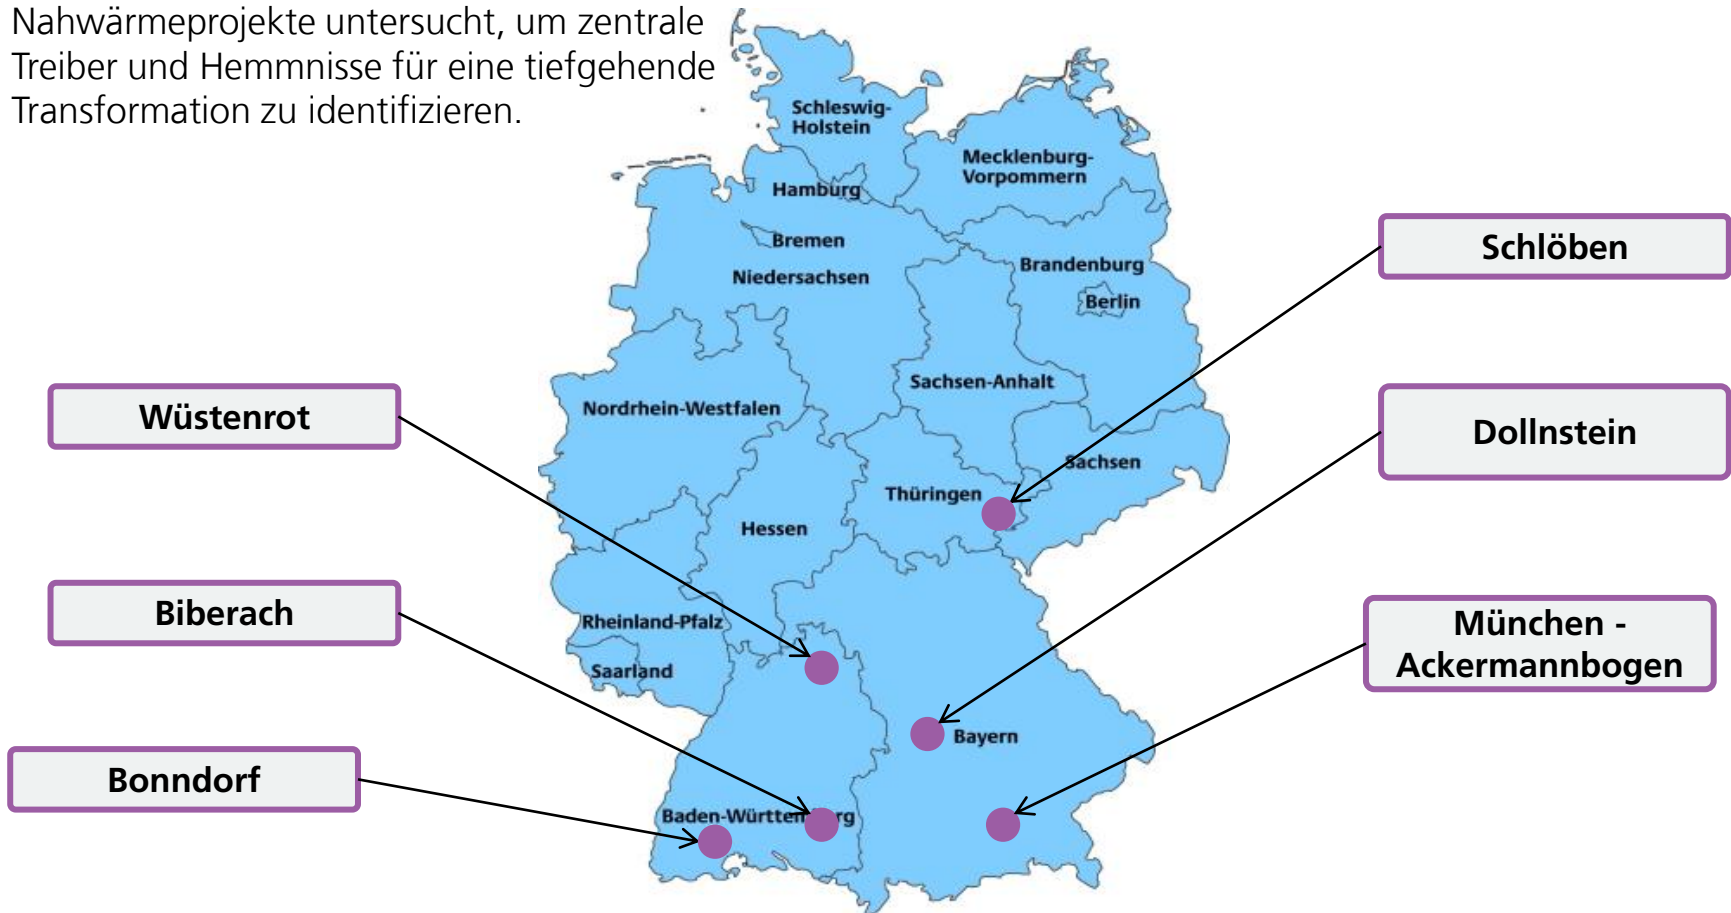 Nahwärmeprojekte untersucht, um zentrale
Treiber und Hemmnisse für eine tiefgehende
Transformation zu identifizieren.
Schleswig-
Holstein
Mecklenburg-
Vorpommern
Hamburg
Bremen
Niedersachsen
Brandenburg
Berlin
Sachsen-Anhalt
Nordrhein-Westfalen
Sachsen
Thüringen
Hessen
Rheinland-Pfalz
Saarland
Bayern
Baden-Württemberg
Wüstenrot
Biberach
Bonndorf
Schlöben
Dollnstein
München -
Ackermannbogen